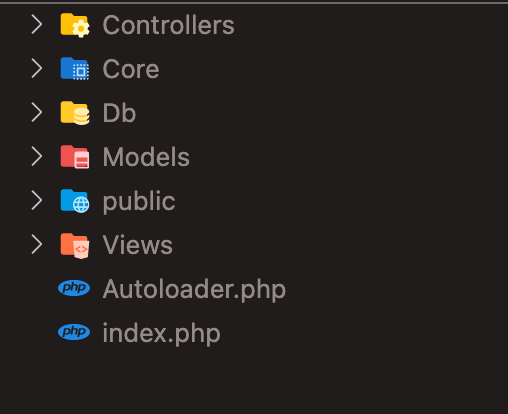 Controllers
Core
Db
Models
public
Views
php Autoloader.php
php index.php